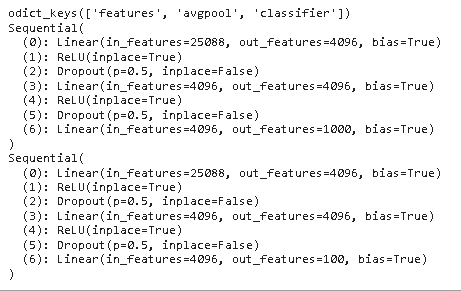 odict_keys(['features', 'avgpool', 'classifier'])
Sequential(
  (0): Linear(in_features=25088, out_features=4096, bias=True)
  (1): ReLU(inplace=True)
  (2): Dropout(p=0.5, inplace=False)
  (3): Linear(in_features=4096, out_features=4096, bias=True)
  (4): ReLU(inplace=True)
  (5): Dropout(p=0.5, inplace=False)
  (6): Linear(in_features=4096, out_features=1000, bias=True)
)
Sequential(
  (0): Linear(in_features=25088, out_features=4096, bias=True)
  (1): ReLU(inplace=True)
  (2): Dropout(p=0.5, inplace=False)
  (3): Linear(in_features=4096, out_features=4096, bias=True)
  (4): ReLU(inplace=True)
  (5): Dropout(p=0.5, inplace=False)
  (6): Linear(in_features=4096, out_features=100, bias=True)
)